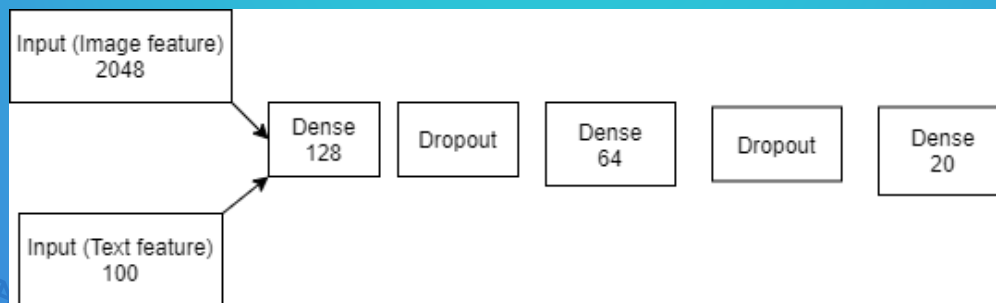 Input (Image feature)
2048
Dense
128
Dropout
Dense
64
Dropout
Dense
20
Input (Text feature)
100